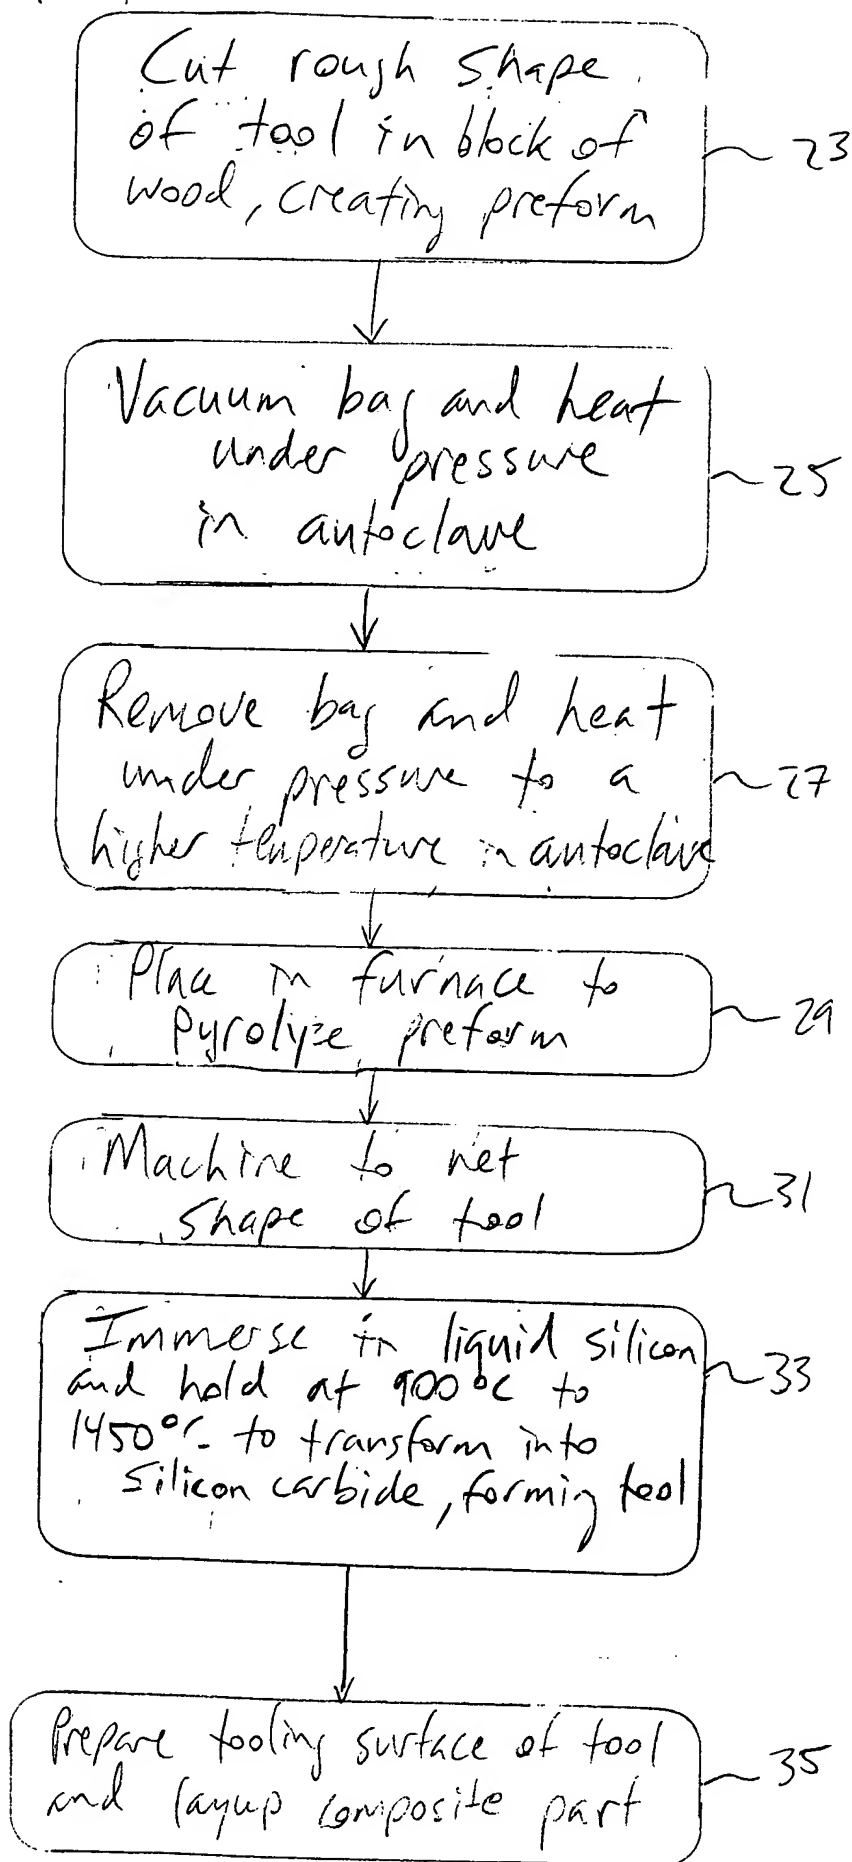 Cut rough shape
of tool in block of
wood, creating preform
23
Vacuum bag and heat
under pressure
in autoclave
25
Remove bag and heat
under pressure to a
higher temperature in autoclave
27
Place in furnace to
pyrolize preform
29
Machine to net
shape of tool
31
Immerse in liquid silicon
and hold at 900°C to
1450°C to transform into
silicon carbide, forming tool
33
Prepare tooling surface of tool
and layup composite part
35